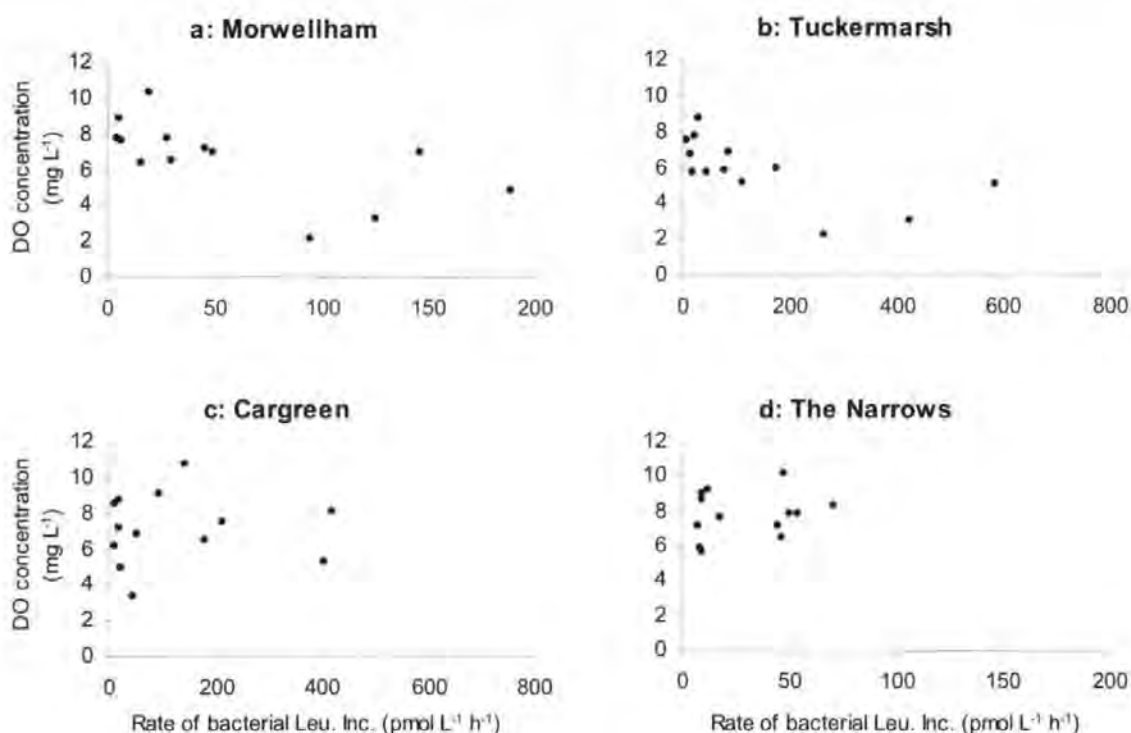 a: Morwellham
b: Tuckermarsh
DO concentration
(mg L⁻¹)
12
10
8
6
4
2
0
0 50 100 150 200
12
10
8
6
4
2
0
0 200 400 600 800
c: Cargreen
d: The Narrows
DO concentration
(mg L⁻¹)
12
10
8
6
4
2
0
0 200 400 600 800
12
10
8
6
4
2
0
0 50 100 200
Rate of bacterial Leu. Inc. (pmol L⁻¹ h⁻¹)
Rate of bacterial Leu. Inc. (pmol L⁻¹ h⁻¹)